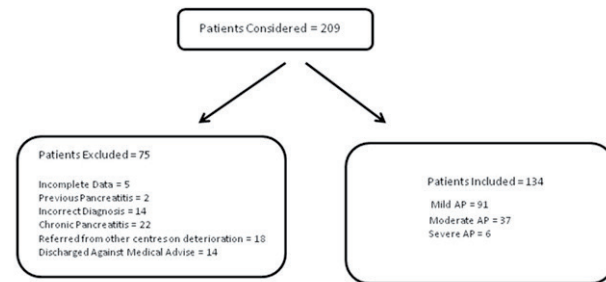 Patients Considered = 209
Patients Excluded = 75
Incomplete Data = 5
Previous Pancreatitis = 2
Incorrect Diagnosis = 14
Chronic Pancreatitis = 22
Referred from other centres on deterioration = 18
Discharged Against Medical Advise = 14
Patients Included = 134
Mild AP = 91
Moderate AP = 37
Severe AP = 6